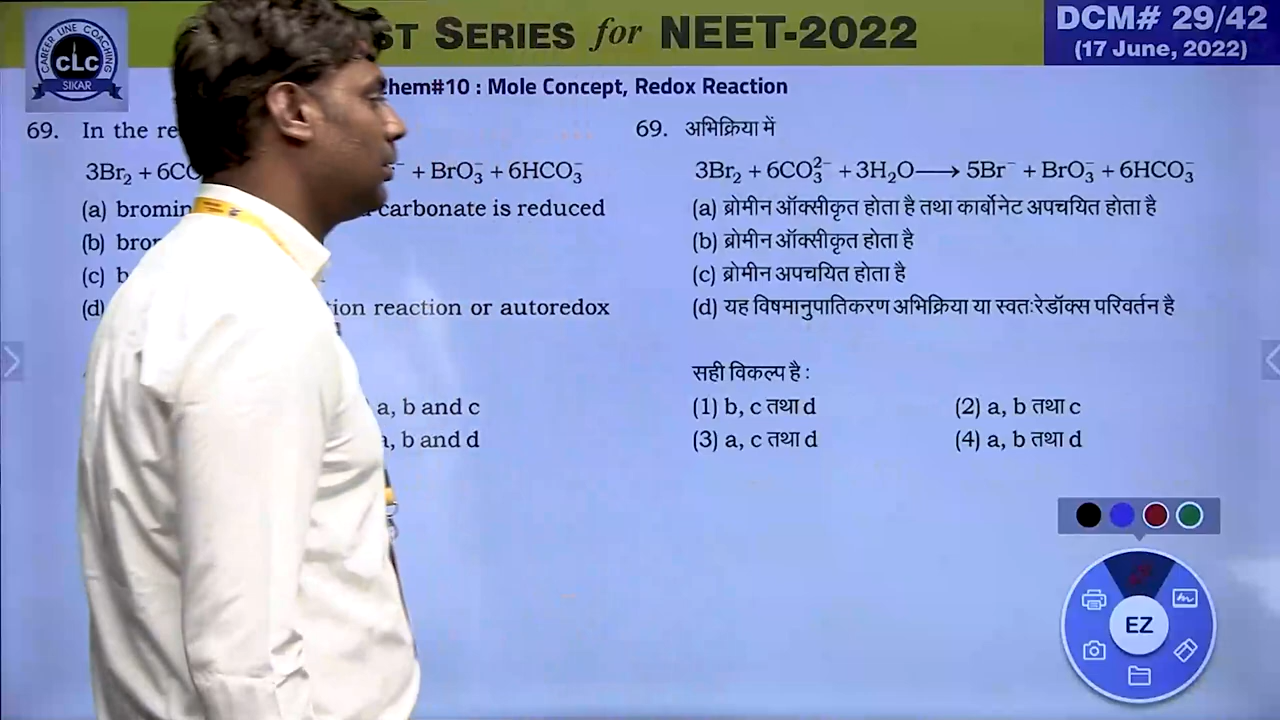 CAREER LINE COACHING
CLC
SIKAR
ST SERIES for NEET-2022
DCM# 29/42
(17 June, 2022)
Chem#10 : Mole Concept, Redox Reaction
69. In the re
3Br₂ + 6CO + BrO₃⁻ + 6HCO₃⁻
(a) bromin carbonate is reduced
(b) bro
(c) b
(d) ion reaction or autoredox
a, b and c
a, b and d
69. अभिक्रिया में
3Br₂ + 6CO₃²⁻ + 3H₂O ⟶ 5Br⁻ + BrO₃⁻ + 6HCO₃⁻
(a) ब्रोमीन ऑक्सीकृत होता है तथा कार्बोनेट अपचयित होता है
(b) ब्रोमीन ऑक्सीकृत होता है
(c) ब्रोमीन अपचयित होता है
(d) यह विषमानुपातिकरण अभिक्रिया या स्वतःरेडॉक्स परिवर्तन है
सही विकल्प है :
(1) b, c तथा d (2) a, b तथा c
(3) a, c तथा d (4) a, b तथा d
EZ